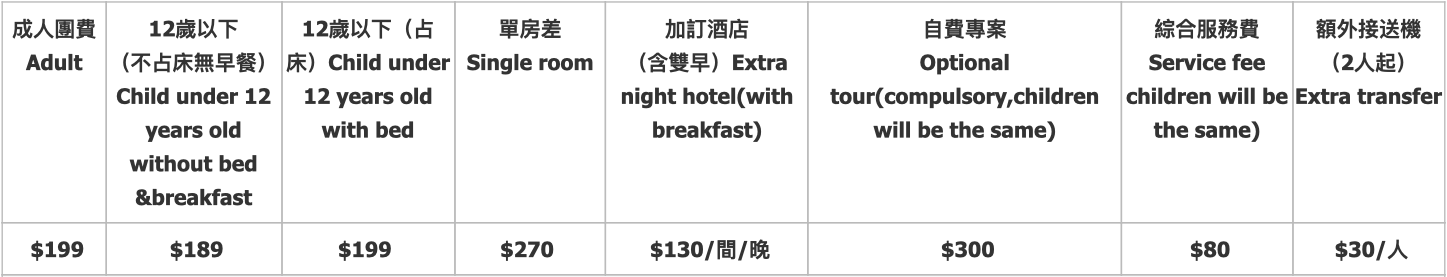 成人團費
Adult
12歲以下
（不占床無早餐）
Child under 12
years old
without bed
&breakfast
12歲以下（占
床）Child under
12 years old
with bed
單房差
Single room
加訂酒店
（含雙早）Extra
night hotel(with
breakfast)
自費專案
Optional
tour(compulsory,children
will be the same)
綜合服務費
Service fee
children will be
the same)
額外接送機
（2人起）
Extra transfer
$199
$189
$199
$270
$130/間/晚
$300
$80
$30/人